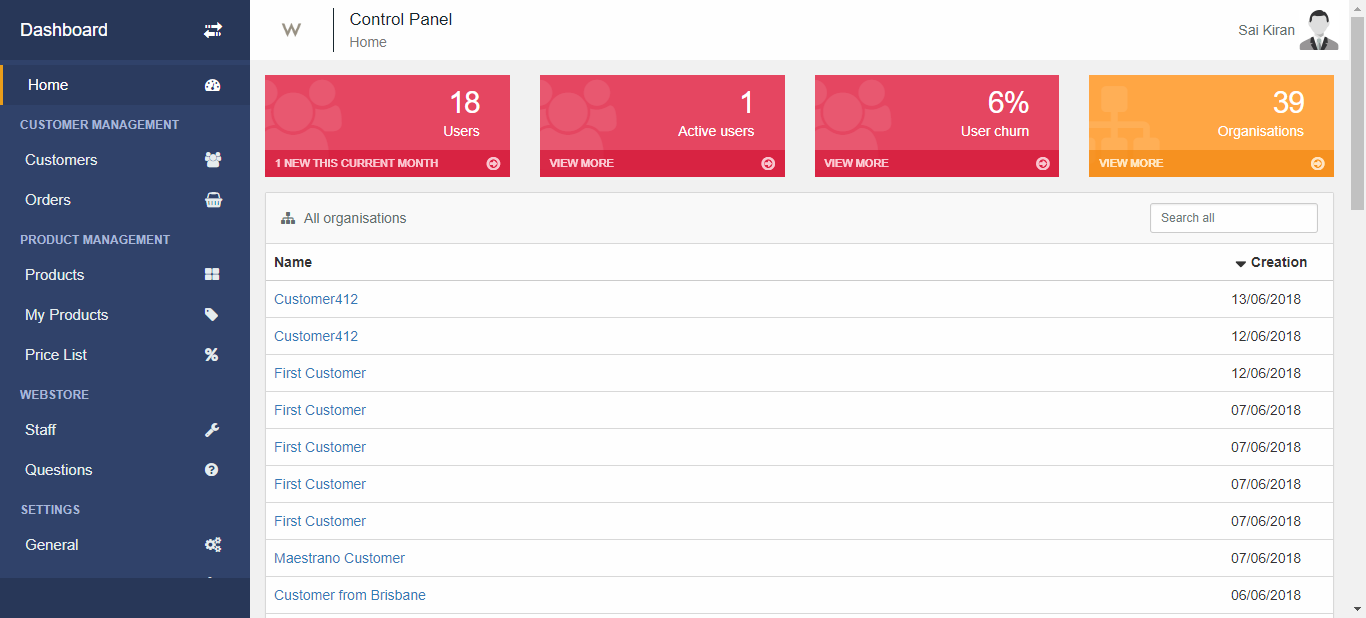 Dashboard
Home
CUSTOMER MANAGEMENT
Customers
Orders
PRODUCT MANAGEMENT
Products
My Products
Price List
WEBSTORE
Staff
Questions
SETTINGS
General
W
Control Panel
Home
Sai Kiran
18
Users
1 NEW THIS CURRENT MONTH
1
Active users
VIEW MORE
6%
User churn
VIEW MORE
39
Organisations
VIEW MORE
All organisations
Search all
Name Creation
Customer412 13/06/2018
Customer412 12/06/2018
First Customer 12/06/2018
First Customer 07/06/2018
First Customer 07/06/2018
First Customer 07/06/2018
First Customer 07/06/2018
Maestrano Customer 07/06/2018
Customer from Brisbane 06/06/2018